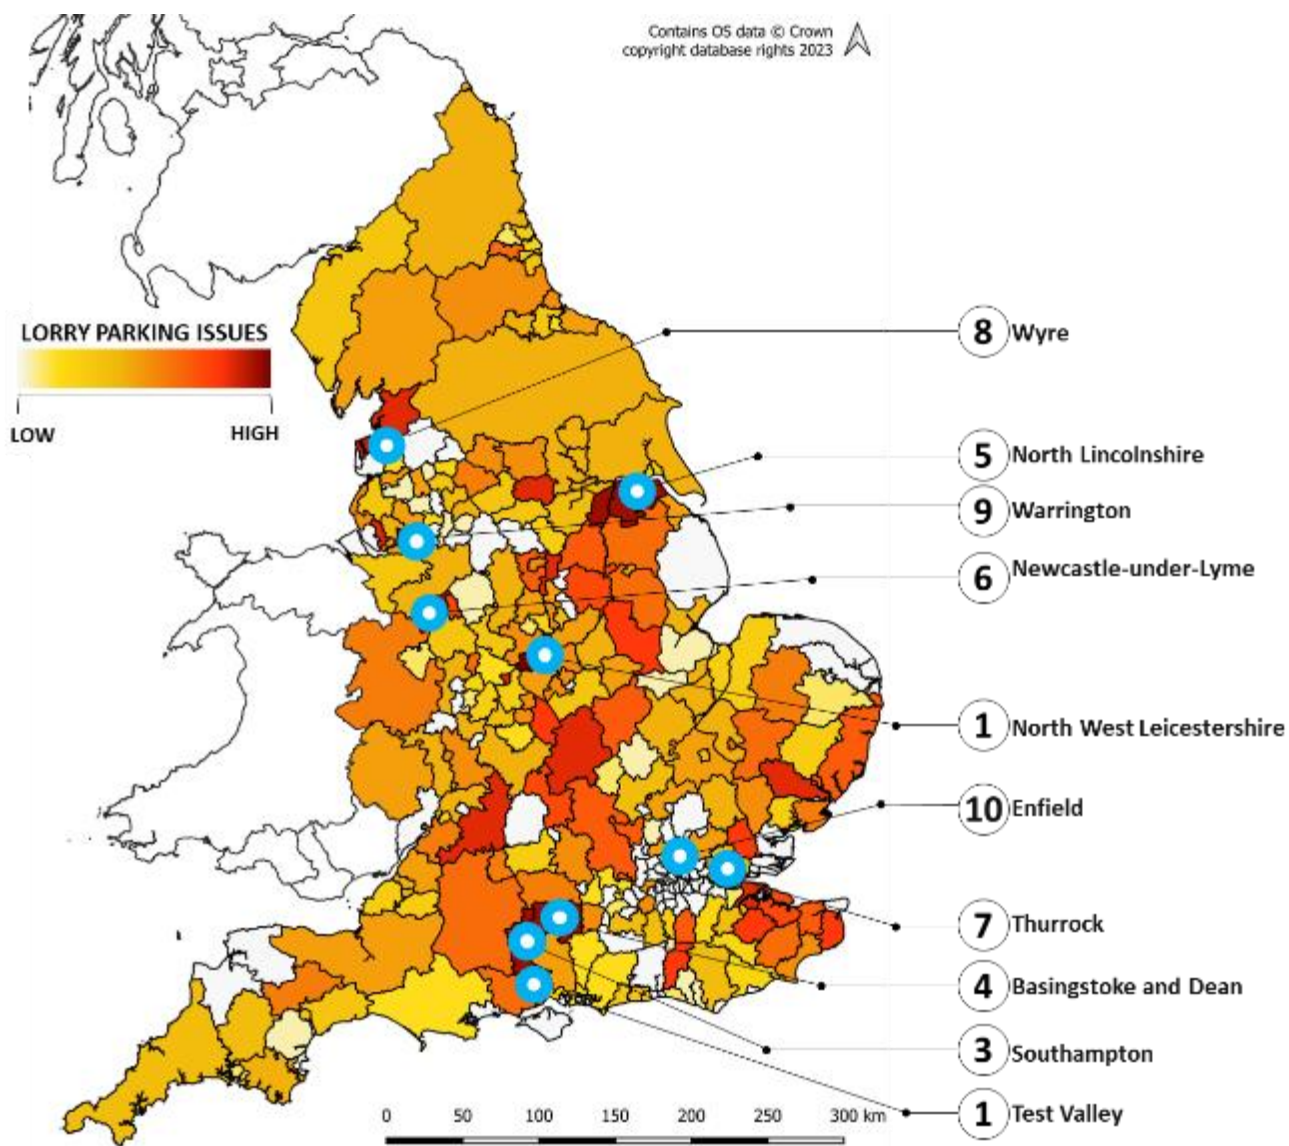 Contains OS data © Crown
copyright database rights 2023
LORRY PARKING ISSUES
LOW
HIGH
8 Wyre
5 North Lincolnshire
9 Warrington
6 Newcastle-under-Lyme
1 North West Leicestershire
10 Enfield
7 Thurrock
4 Basingstoke and Dean
3 Southampton
1 Test Valley
0 50 100 150 200 250 300 km